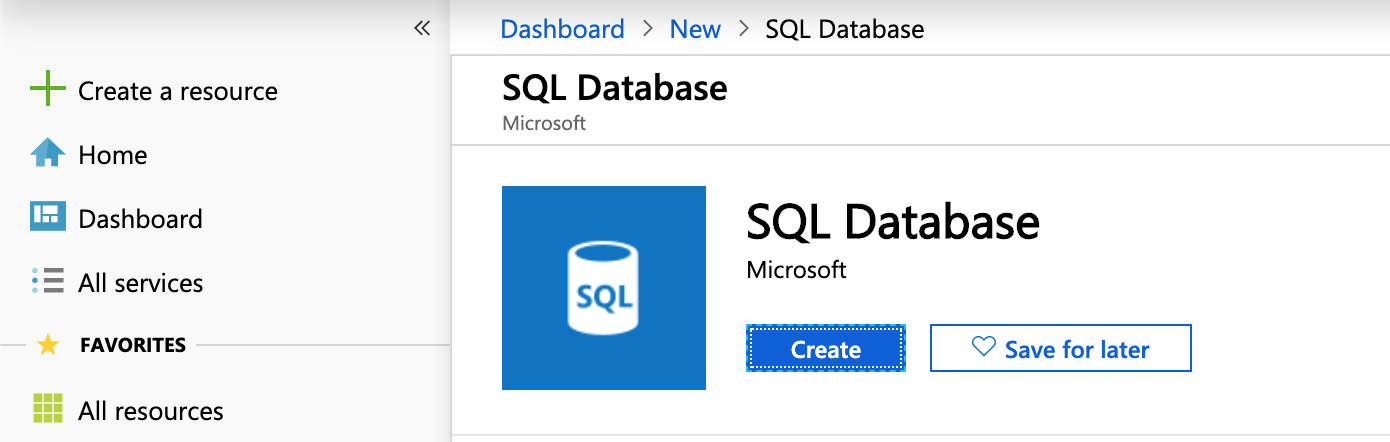 «
Create a resource
Home
Dashboard
All services
FAVORITES
All resources
Dashboard > New > SQL Database
SQL Database
Microsoft
SQL
SQL Database
Microsoft
Create
Save for later